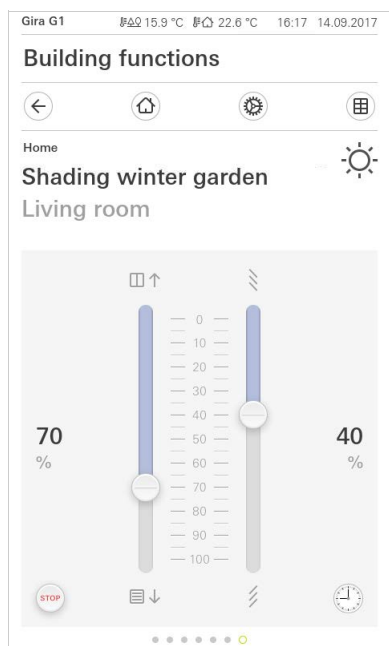 Gira G1 15.9 °C 22.6 °C 16:17 14.09.2017
Building functions
Home
Shading winter garden
Living room
0
10
20
30
40
70 50 40
% 60 %
70
80
90
100
STOP